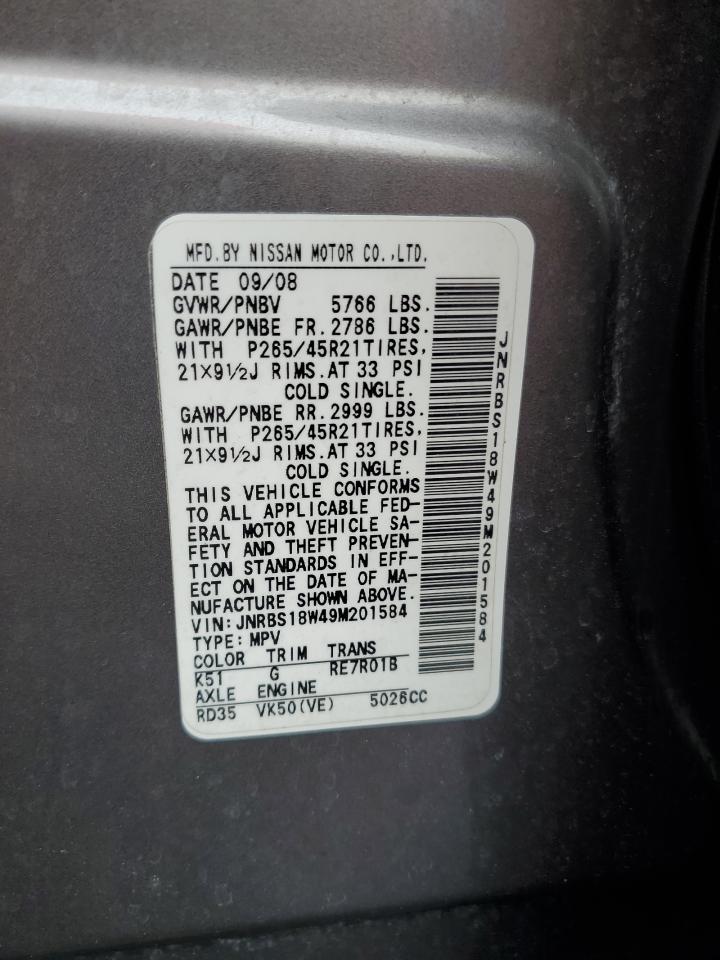 MFD.BY NISSAN MOTOR CO.,LTD.
DATE 09/08
GVWR/PNBV 5766 LBS.
GAWR/PNBE FR.2786 LBS.
WITH P265/45R21TIRES,
21×9½J RIMS.AT 33 PSI
COLD SINGLE.
GAWR/PNBE RR.2999 LBS.
WITH P265/45R21TIRES,
21×9½J RIMS.AT 33 PSI
COLD SINGLE.
THIS VEHICLE CONFORMS
TO ALL APPLICABLE FED-
ERAL MOTOR VEHICLE SA-
FETY AND THEFT PREVEN-
TION STANDARDS IN EFF-
ECT ON THE DATE OF MA-
NUFACTURE SHOWN ABOVE.
VIN:JNRBS18W49M201584
TYPE:MPV
COLOR TRIM TRANS
K51 G RE7R01B
AXLE ENGINE
RD35 VK50(VE) 5026CC
JNRBS18W49M201584